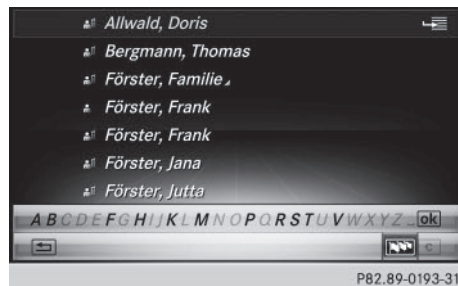 Allwald, Doris
Bergmann, Thomas
Förster, Familie
Förster, Frank
Förster, Frank
Förster, Jana
Förster, Jutta
A B C D E F G H I J K L M N O P Q R S T U V W X Y Z _ ok
C
P82.89-0193-31